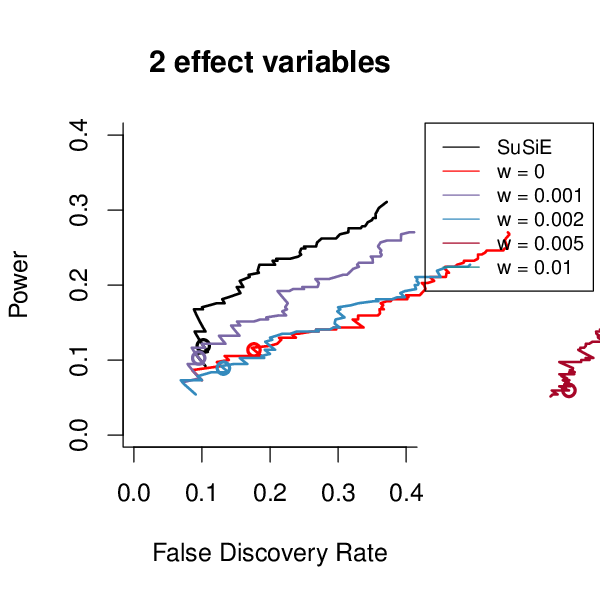 2 effect variables
SuSiE
w = 0
w = 0.001
w = 0.002
w = 0.005
w = 0.01
Power
0.4
0.3
0.2
0.1
0.0
0.0 0.1 0.2 0.3 0.4
False Discovery Rate